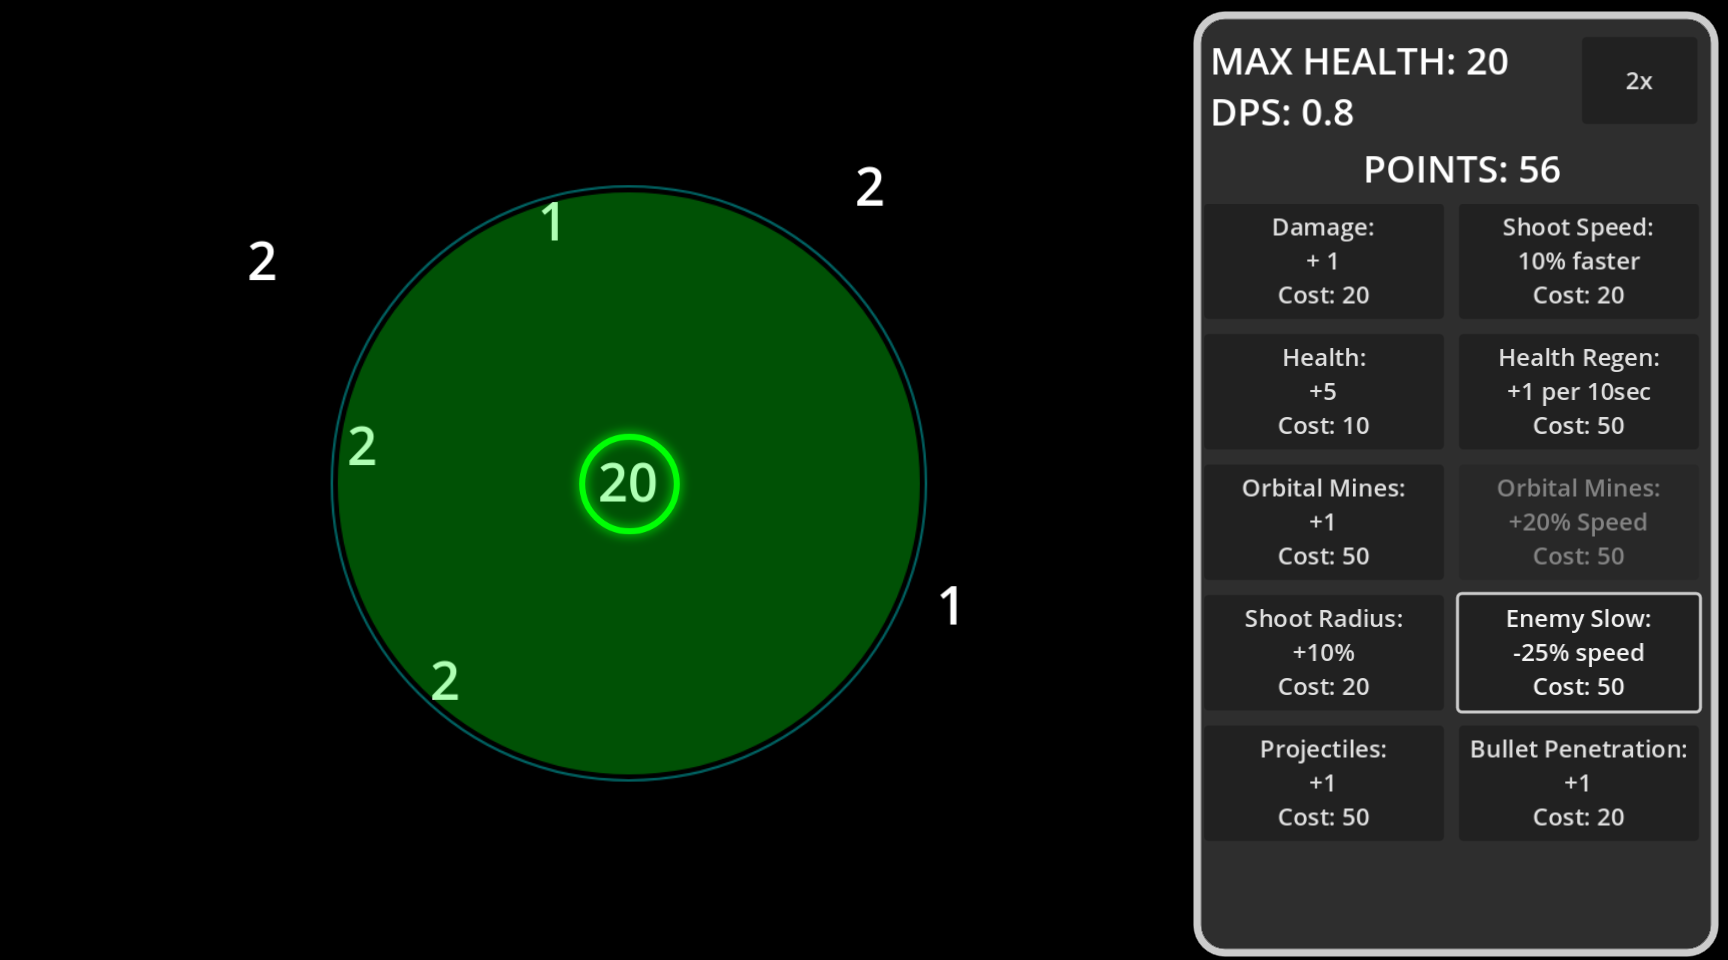 2
1
2
2
20
1
2
MAX HEALTH: 20
2x
DPS: 0.8
POINTS: 56
Damage:
+ 1
Cost: 20
Shoot Speed:
10% faster
Cost: 20
Health:
+5
Cost: 10
Health Regen:
+1 per 10sec
Cost: 50
Orbital Mines:
+1
Cost: 50
Orbital Mines:
+20% Speed
Cost: 50
Shoot Radius:
+10%
Cost: 20
Enemy Slow:
-25% speed
Cost: 50
Projectiles:
+1
Cost: 50
Bullet Penetration:
+1
Cost: 20